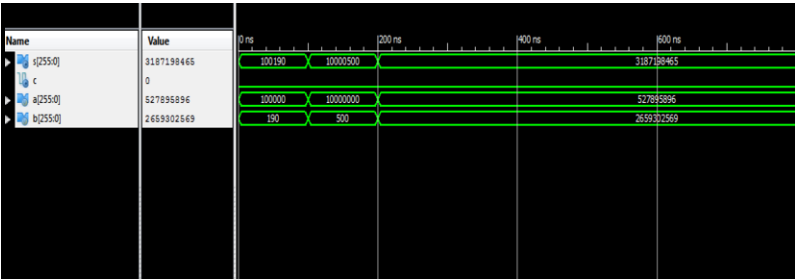 Name Value 0 ns 200 ns 400 ns 600 ns
s[255:0] 3187198465 100190 10000500 3187198465
c 0
a[255:0] 527895896 100000 10000000 527895896
b[255:0] 2659302569 190 500 2659302569